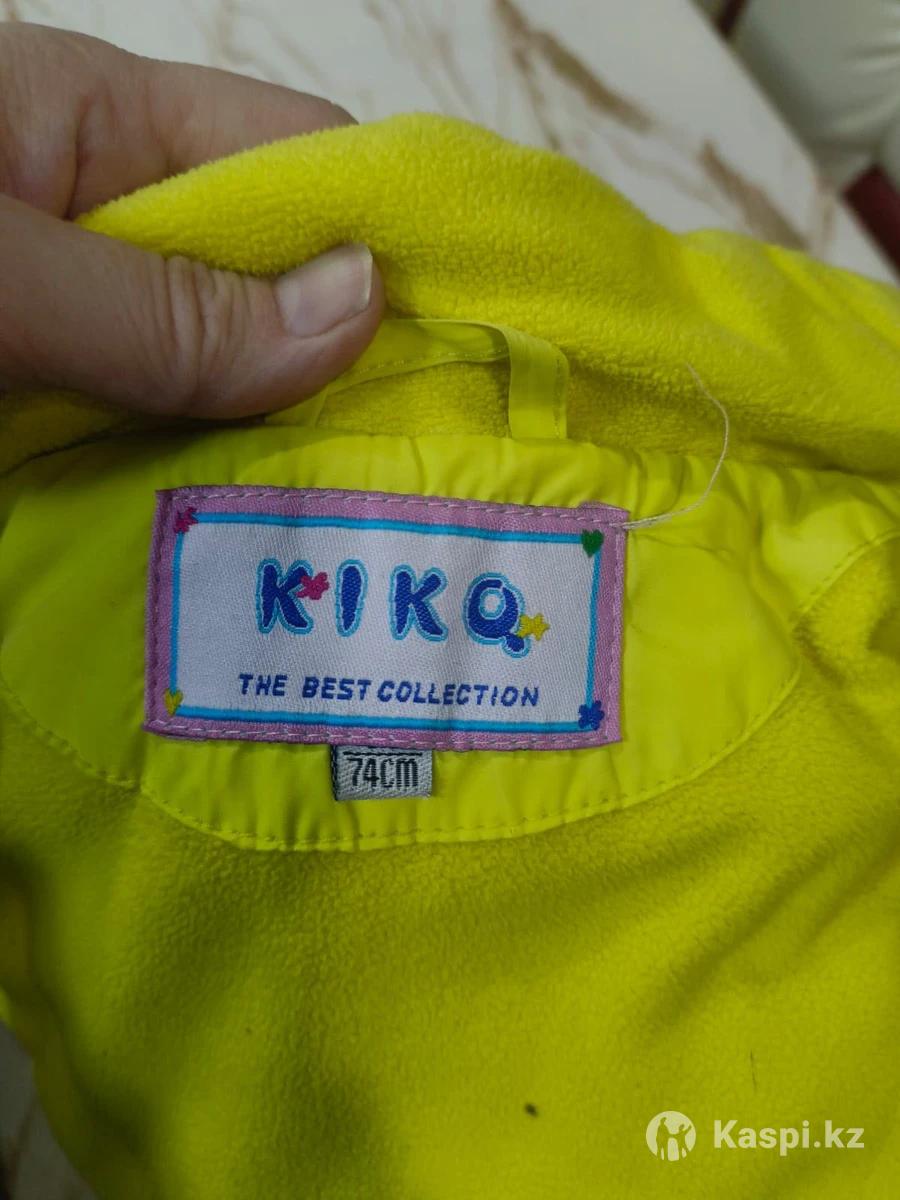 KIKO
THE BEST COLLECTION
74CM
Kaspi.kz